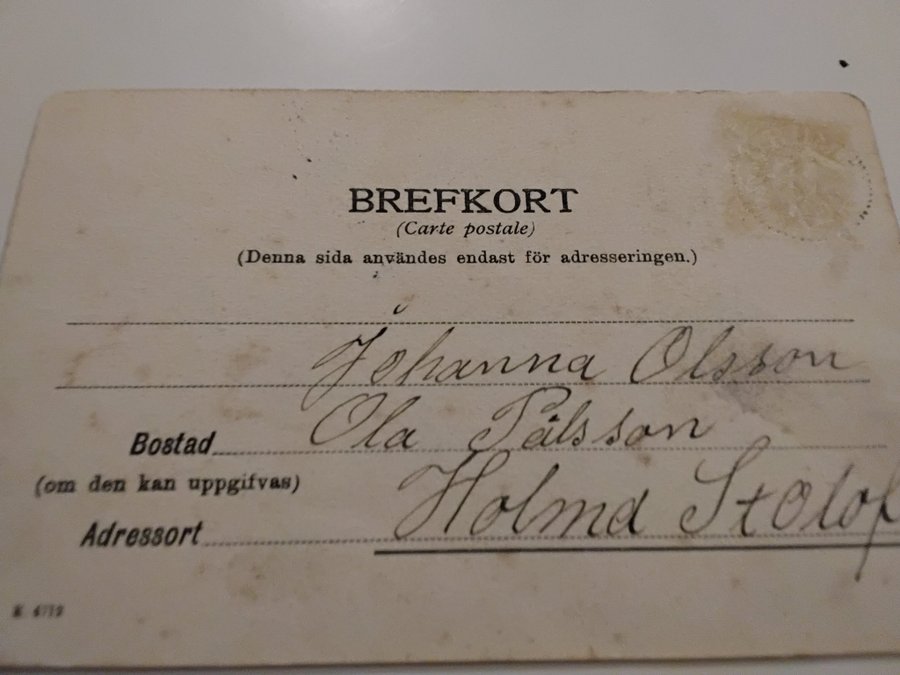 BREFKORT
(Carte postale)
(Denna sida användes endast för adresseringen.)
Johanna Olsson
Bostad Ola Pålsson
(om den kan uppgifvas)
Adressort Holma St Olof